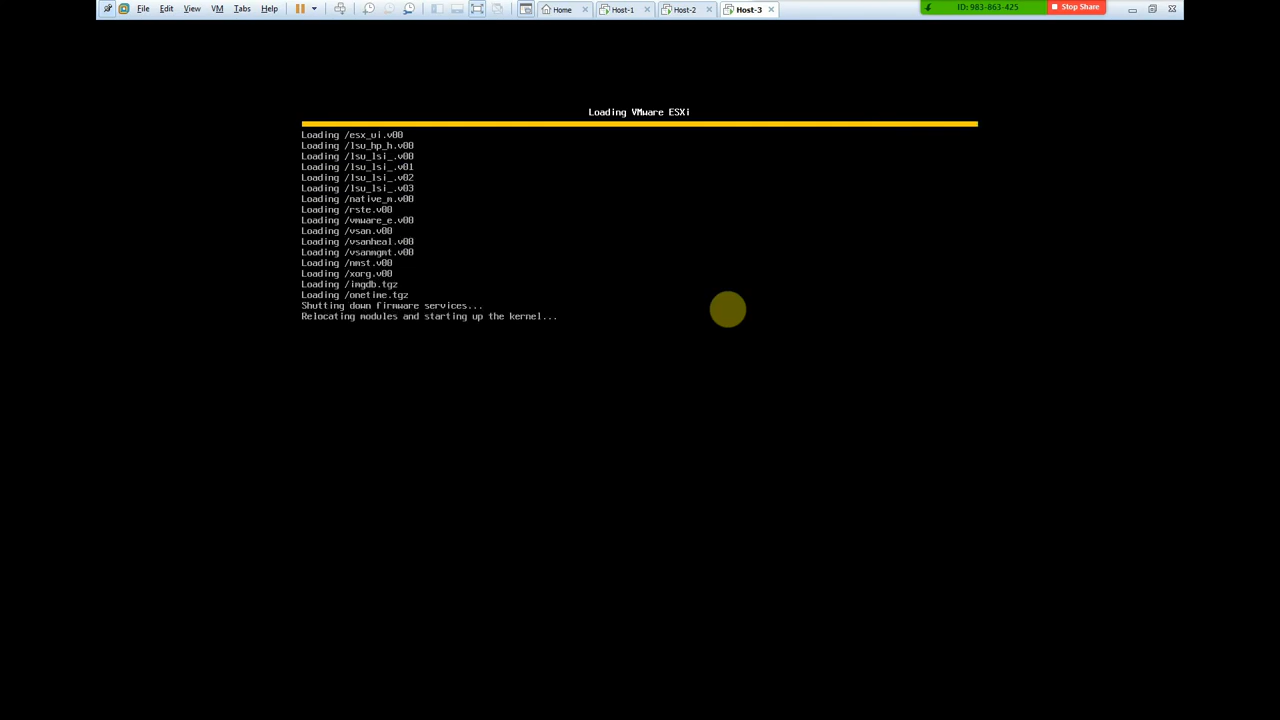 File Edit View VM Tabs Help Home Host-1 Host-2 Host-3 ID: 983-863-425 Stop Share
Loading VMware ESXi
Loading /esx_ui.v00
Loading /lsu_hp_h.v00
Loading /lsu_lsi_.v00
Loading /lsu_lsi_.v01
Loading /lsu_lsi_.v02
Loading /lsu_lsi_.v03
Loading /native_m.v00
Loading /rste.v00
Loading /vmware_e.v00
Loading /vsan.v00
Loading /vsanheal.v00
Loading /vsanmgmt.v00
Loading /nmst.v00
Loading /xorg.v00
Loading /imgdb.tgz
Loading /onetime.tgz
Shutting down firmware services...
Relocating modules and starting up the kernel...